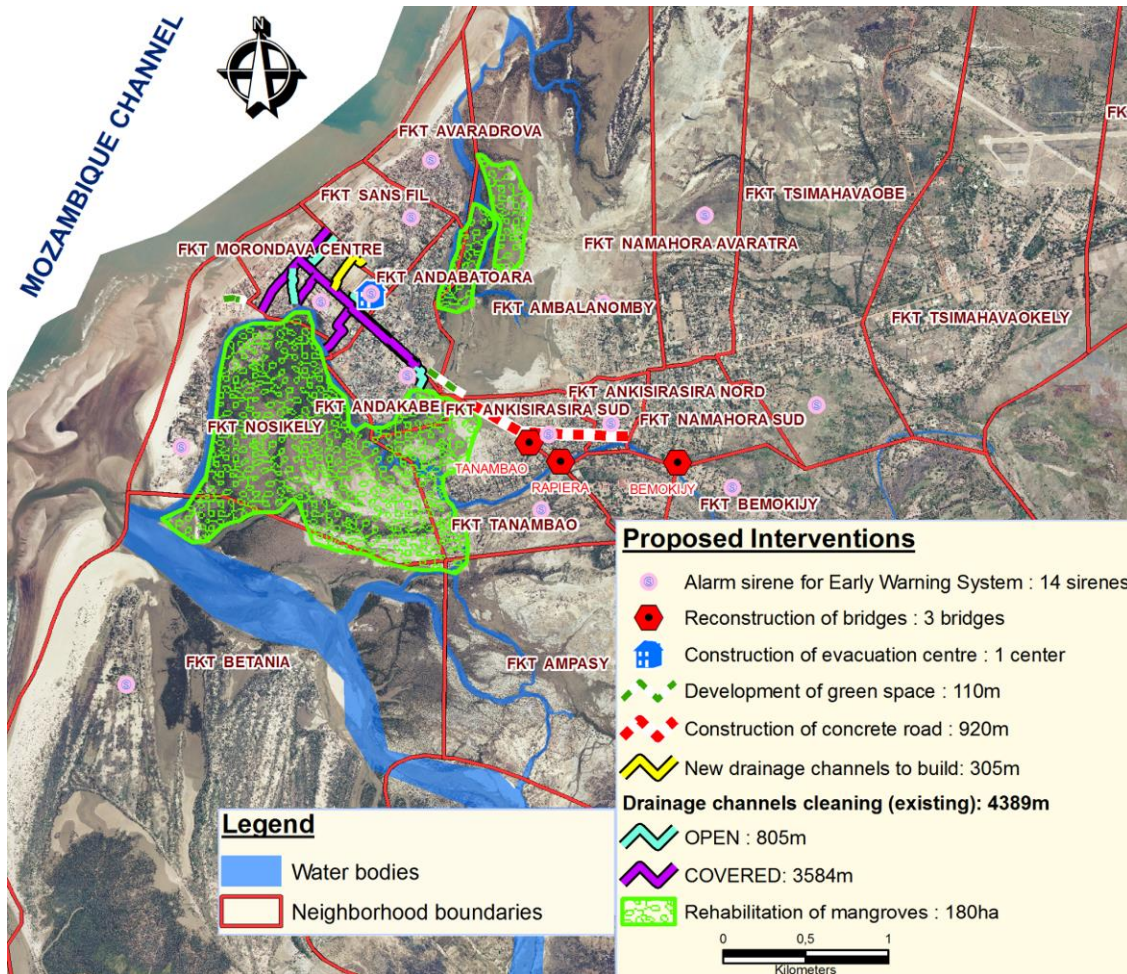 MOZAMBIQUE CHANNEL
N
FKT AVARADROVA
FKT SANS FIL
FKT TSIMAHAVAOBE
FKT NAMAHORA AVARATRA
FKT MORONDAVA CENTRE
FKT ANDABATOARA
FKT AMBALANOMBY
FKT TSIMAHAVAOKELY
FKT ANKISIRASIRA NORD
FKT ANDAKABE
FKT ANKISIRASIRA SUD
FKT NAMAHORA SUD
FKT NOSIKELY
TANAMBAO
RAPIERA
BEMOKIJY
FKT BEMOKIJY
FKT TANAMBAO
FKT BETANIA
FKT AMPASY
Proposed Interventions
Alarm sirene for Early Warning System : 14 sirenes
Reconstruction of bridges : 3 bridges
Construction of evacuation centre : 1 center
Development of green space : 110m
Construction of concrete road : 920m
New drainage channels to build: 305m
Drainage channels cleaning (existing): 4389m
OPEN : 805m
COVERED: 3584m
Rehabilitation of mangroves : 180ha
0 0,5 1
Kilometers
Legend
Water bodies
Neighborhood boundaries